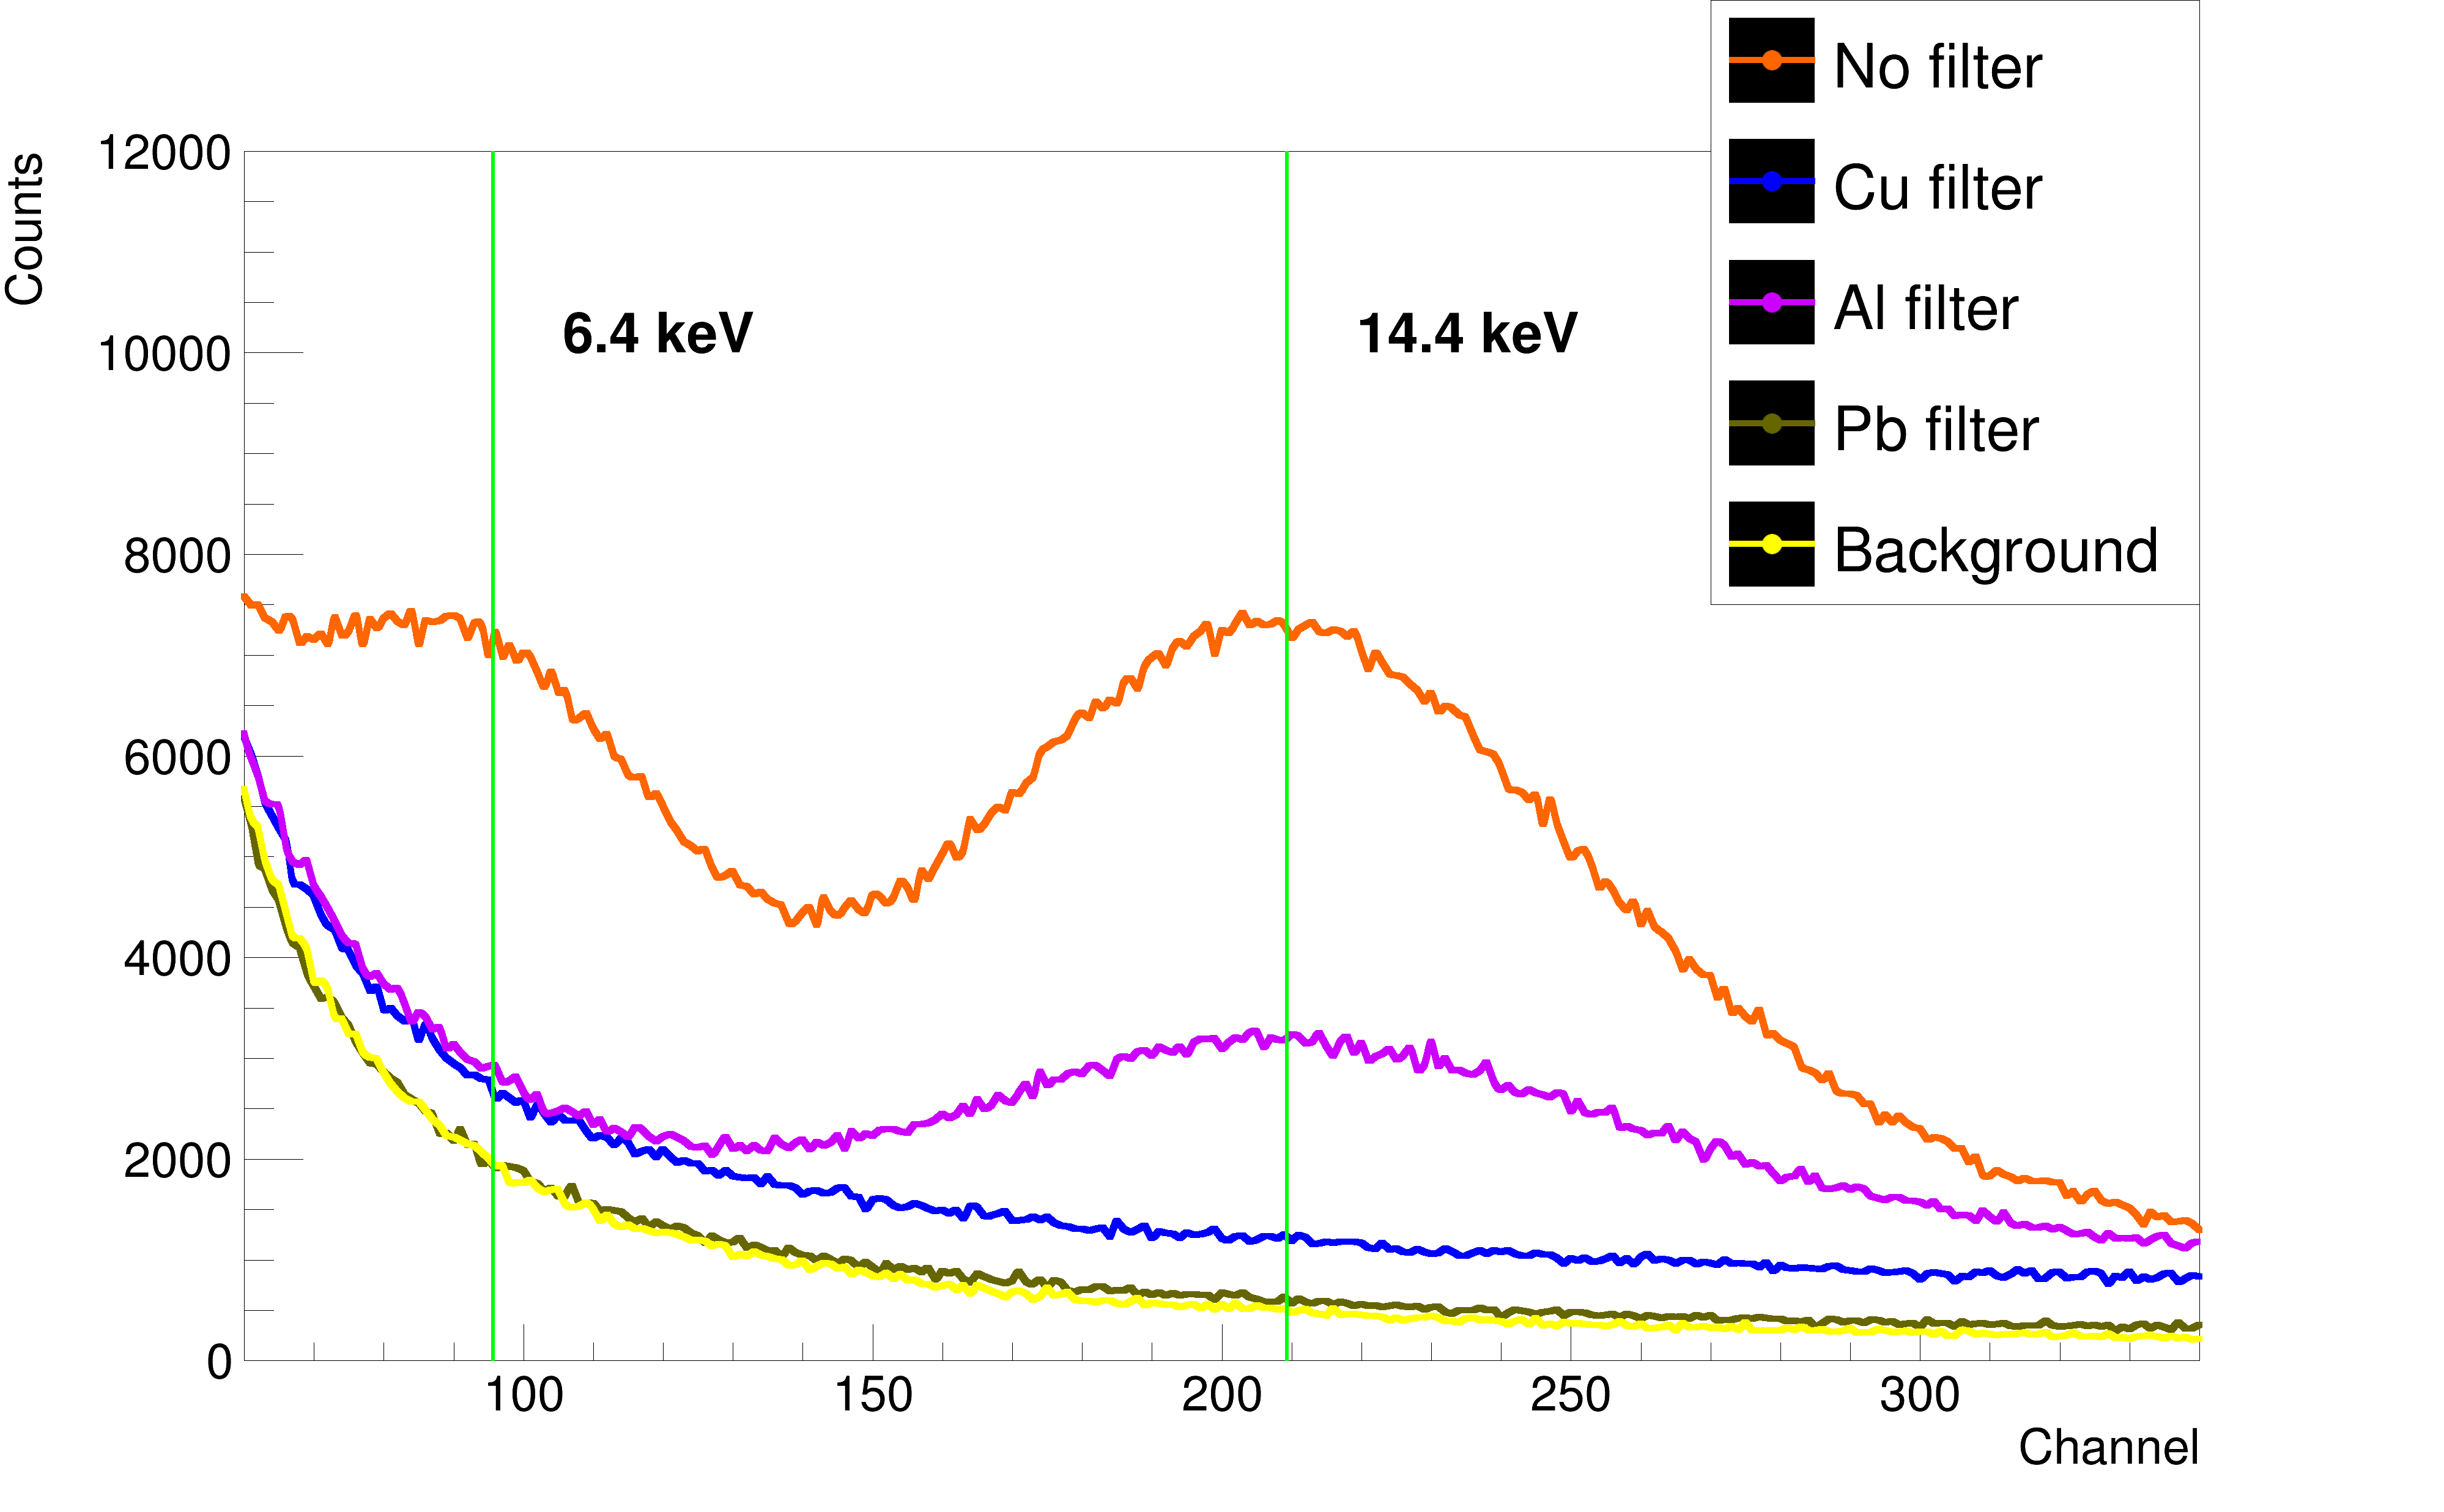 No filter
Cu filter
Al filter
Pb filter
Background
Counts
12000
10000
8000
6000
4000
2000
0
6.4 keV
14.4 keV
100
150
200
250
300
Channel